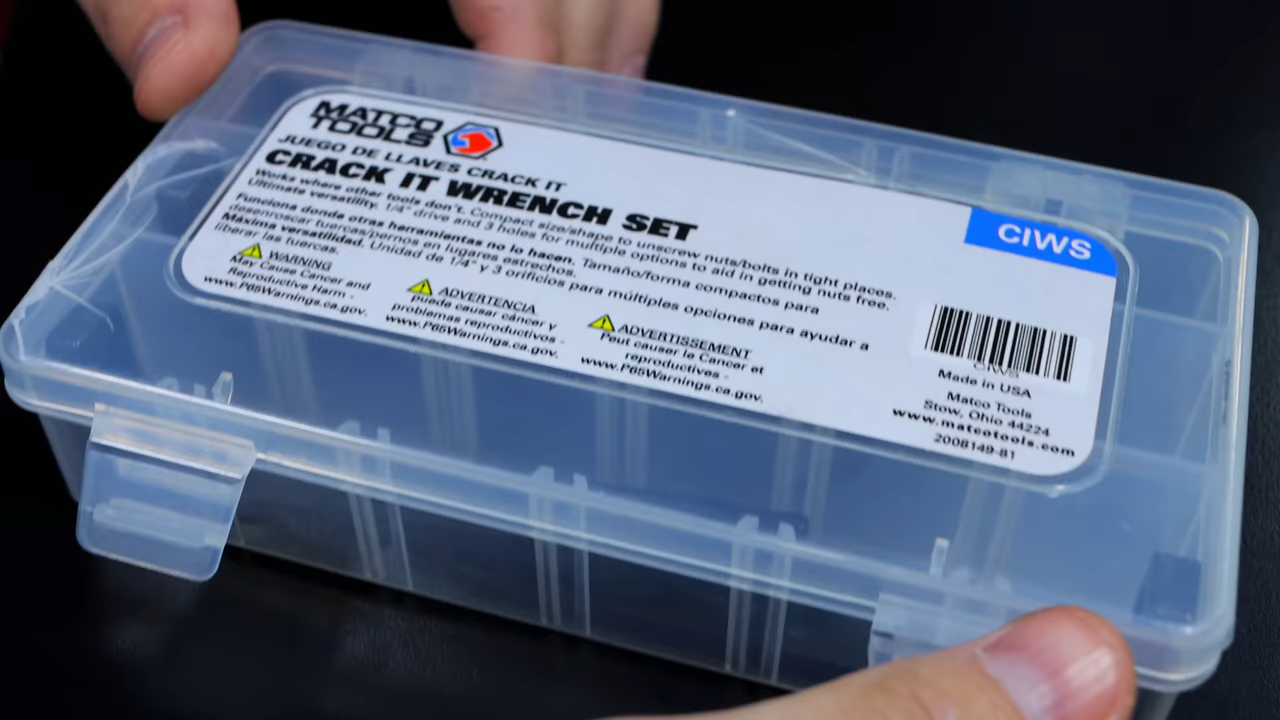 MATCO
TOOLS
JUEGO DE LLAVES CRACK IT
CRACK IT WRENCH SET
Works where other tools don't. Compact size/shape to unscrew nuts/bolts in tight places.
Ultimate versatility. 1/4" drive and 3 holes for multiple options to aid in getting nuts free.
Funciona donde otras herramientas no lo hacen. Tamaño/forma compactos para
desenroscar tuercas/pernos en lugares estrechos.
Máxima versatilidad. Unidad de 1/4" y 3 orificios para múltiples opciones para ayudar a
liberar las tuercas.
WARNING
May Cause Cancer and
Reproductive Harm -
www.P65Warnings.ca.gov.
ADVERTENCIA
puede causar cáncer y
problemas reproductivos -
www.P65Warnings.ca.gov.
ADVERTISSEMENT
Peut causer le Cancer et
reproductives -
www.P65Warnings.ca.gov.
CIWS
CIWS
Made in USA
Matco Tools
Stow, Ohio 44224
www.matcotools.com
2008149-81